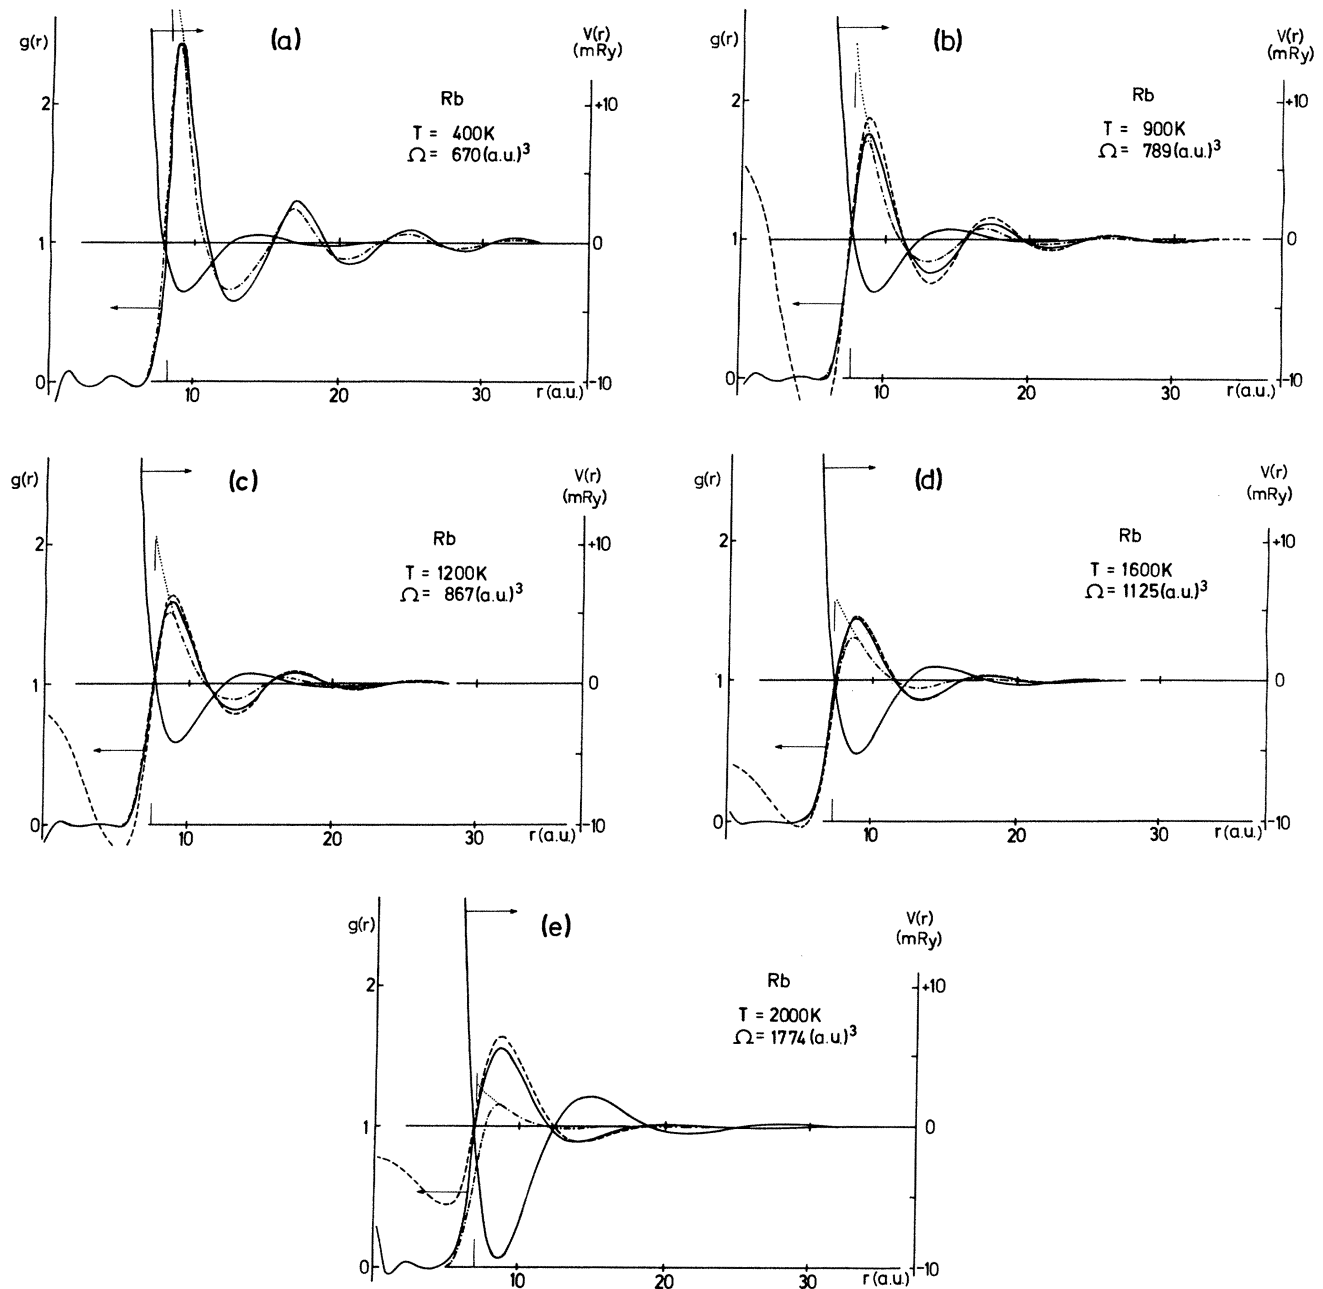 (a)
g(r)
V(r)
(mRy)
Rb
T = 400K
Ω = 670(a.u.)³
2
1
0
+10
0
-10
10
20
30
r(a.u.)
(b)
g(r)
V(r)
(mRy)
Rb
T = 900K
Ω = 789(a.u.)³
2
1
0
+10
0
-10
10
20
30
r(a.u.)
(c)
g(r)
V(r)
(mRy)
Rb
T = 1200K
Ω = 867(a.u.)³
2
1
0
+10
0
-10
10
20
30
r(a.u.)
(d)
g(r)
V(r)
(mRy)
Rb
T = 1600K
Ω = 1125(a.u.)³
2
1
0
+10
0
-10
10
20
30
r(a.u.)
(e)
g(r)
V(r)
(mRy)
Rb
T = 2000K
Ω = 1774(a.u.)³
2
1
0
+10
0
-10
10
20
30
r(a.u.)